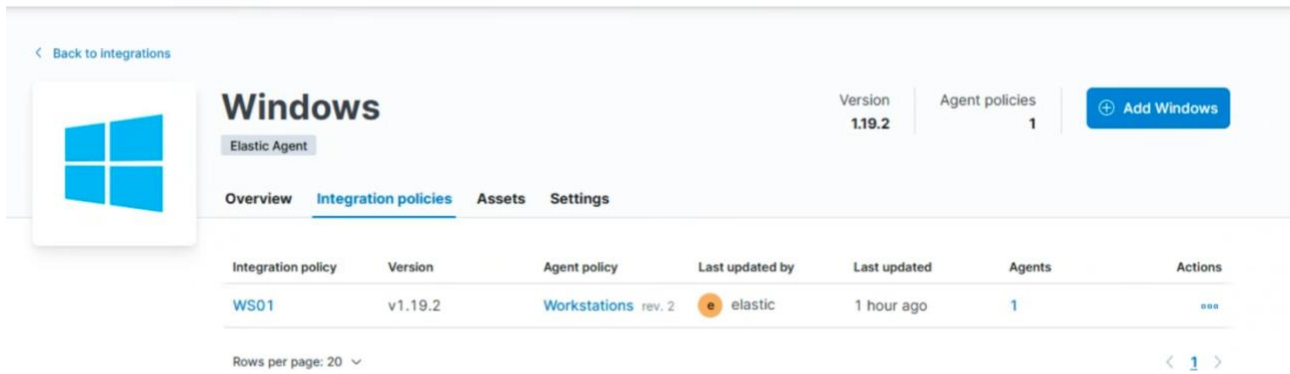 Back to integrations
Windows
Version
1.19.2
Agent policies
1
Add Windows
Elastic Agent
Overview Integration policies Assets Settings
Integration policy Version Agent policy Last updated by Last updated Agents Actions
WS01 v1.19.2 Workstations rev. 2 e elastic 1 hour ago 1
Rows per page: 20 1